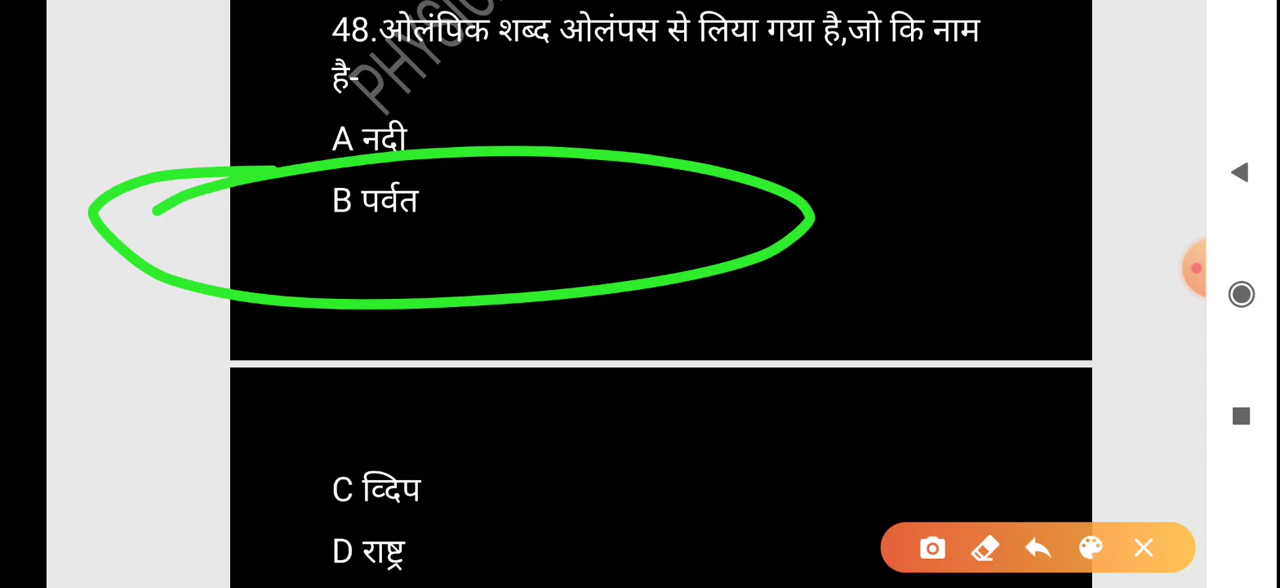 48.ओलंपिक शब्द ओलंपस से लिया गया है,जो कि नाम
है-
A नदी
B पर्वत
C व्दिप
D राष्ट्र